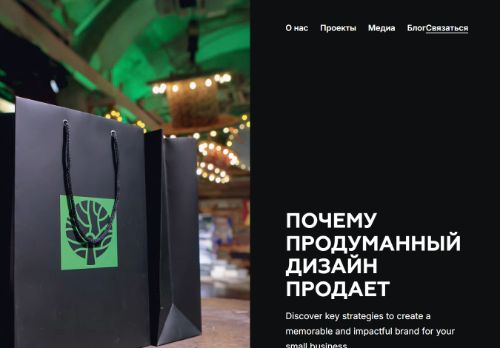 О нас Проекты Медиа Блог Связаться
ПОЧЕМУ
ПРОДУМАННЫЙ
ДИЗАЙН
ПРОДАЕТ
Discover key strategies to create a
memorable and impactful brand for your
small business